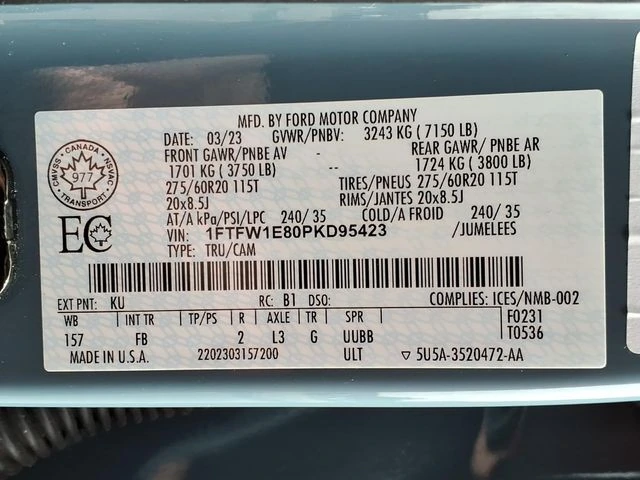 MFD. BY FORD MOTOR COMPANY
DATE: 03/23 GVWR/PNBV: 3243 KG ( 7150 LB)
FRONT GAWR/PNBE AV -- REAR GAWR/ PNBE AR
1701 KG ( 3750 LB) 1724 KG ( 3800 LB)
275/60R20 115T TIRES/PNEUS 275/60R20 115T
20x8.5J RIMS/JANTES 20x8.5J
AT/A kPa/PSI/LPC 240/ 35 COLD/A FROID 240/ 35
VIN: 1FTFW1E80PKD95423 /JUMELEES
TYPE: TRU/CAM
CMVSS · CANADA · NSVAC
977
TRANSPORT
EC
EXT PNT: KU RC: B1 DSO: COMPLIES: ICES/NMB-002
WB INT TR TP/PS R AXLE TR SPR F0231
157 FB 2 L3 G UUBB T0536
MADE IN U.S.A. 2202303157200 ULT ▽ 5U5A-3520472-AA